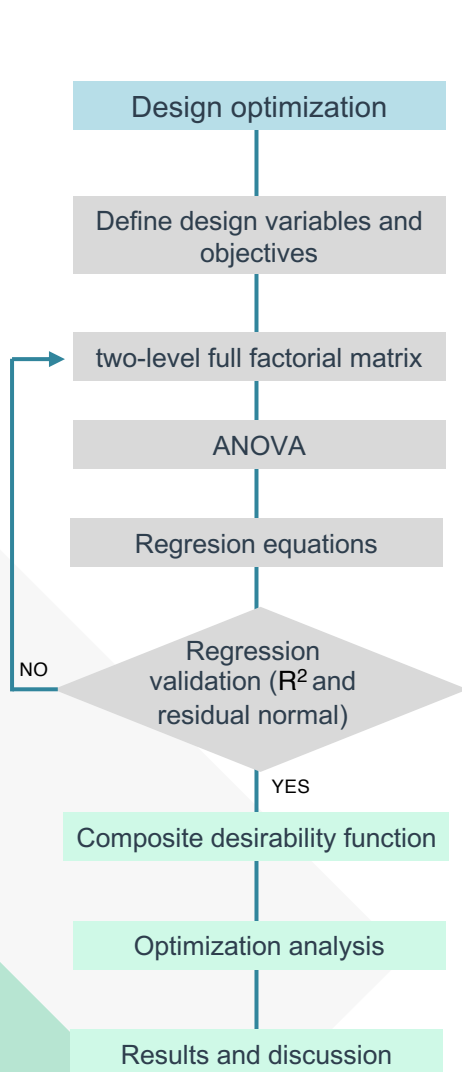 Design optimization
Define design variables and
objectives
two-level full factorial matrix
ANOVA
Regresion equations
Regression
validation (R² and
residual normal)
NO
YES
Composite desirability function
Optimization analysis
Results and discussion